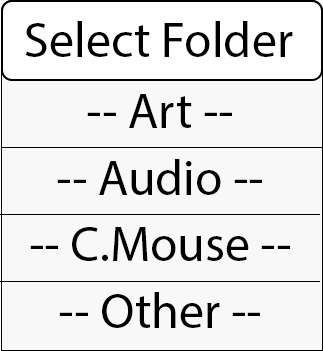 Select Folder
-- Art --
-- Audio --
-- C.Mouse --
-- Other --